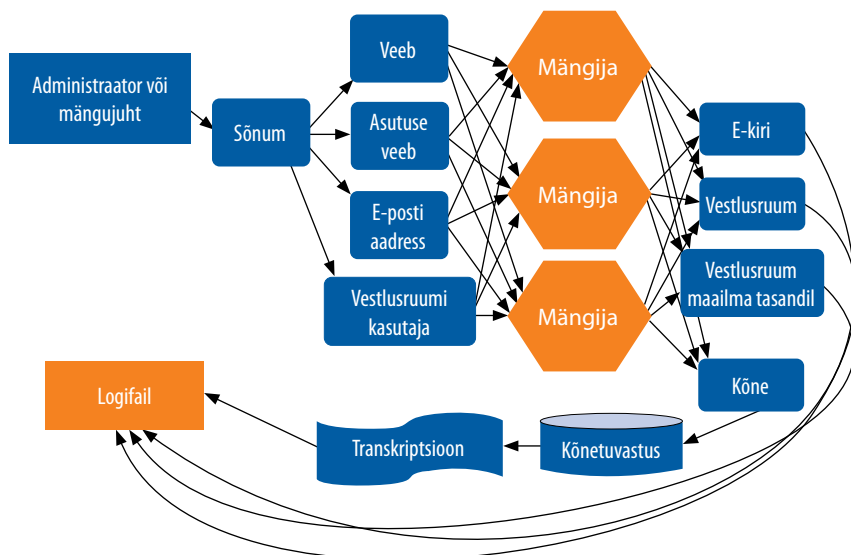 Administraator või
mängujuht
Sõnum
Veeb
Asutuse
veeb
E-posti
aadress
Vestlusruumi
kasutaja
Mängija
Mängija
Mängija
E-kiri
Vestlusruum
Vestlusruum
maailma tasandil
Kõne
Kõnetuvastus
Transkriptsioon
Logifail